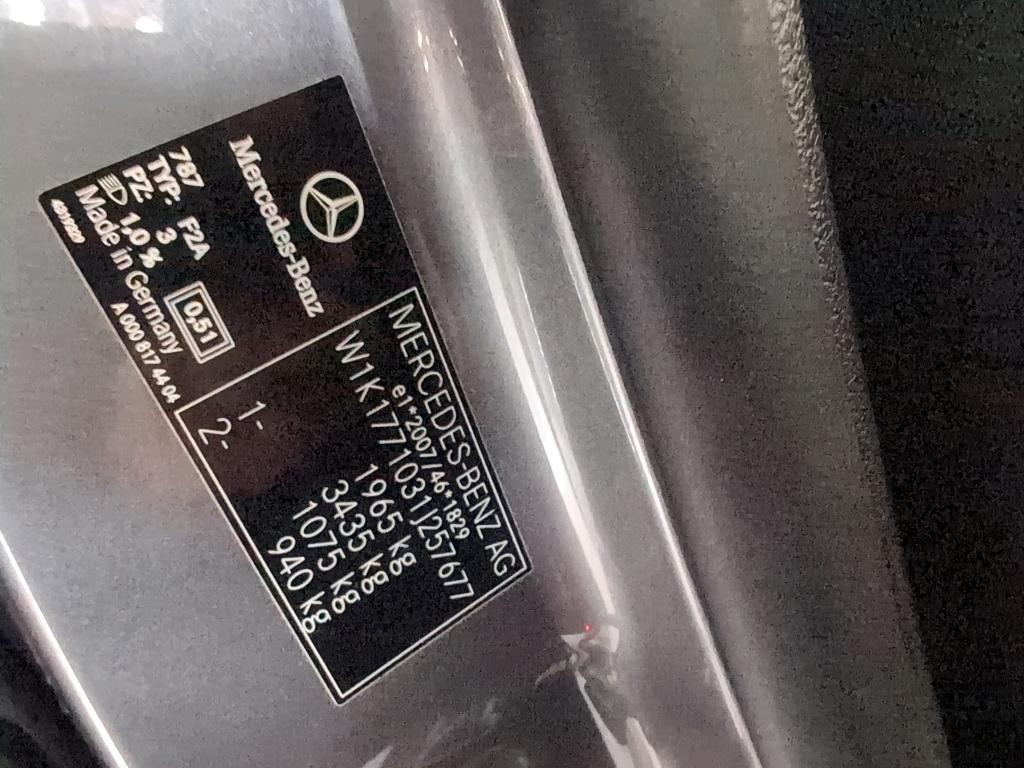 MERCEDES-BENZ AG
e1*2007/46*1829
W1K1771031J257677
1965 kg
3435 kg
1- 1075 kg
2- 940 kg
Mercedes-Benz
787
TYP: F2A
PZ: 3
1,0 %
0,51
Made in Germany
A 000 817 44 04